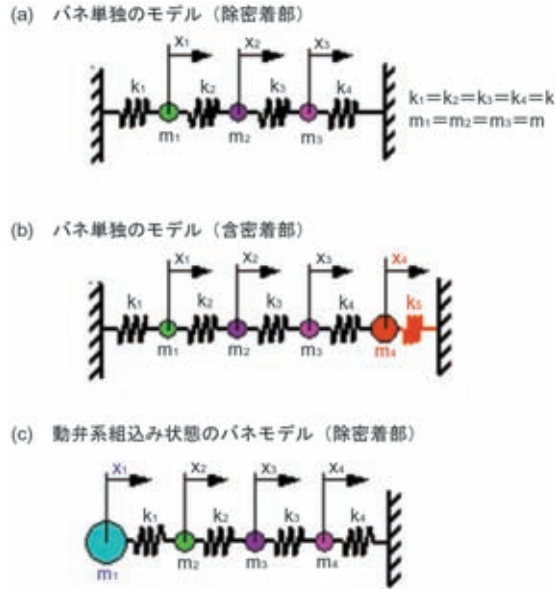 (a) バネ単独のモデル（除密着部）
x₁ x₂ x₃
k₁ k₂ k₃ k₄
m₁ m₂ m₃
k₁=k₂=k₃=k₄=k
m₁=m₂=m₃=m
(b) バネ単独のモデル（含密着部）
x₁ x₂ x₃ x₄
k₁ k₂ k₃ k₄ k₅
m₁ m₂ m₃ m₄
(c) 動弁系組込み状態のバネモデル（除密着部）
x₁ x₂ x₃ x₄
k₁ k₂ k₃ k₄
m₁ m₂ m₃ m₄